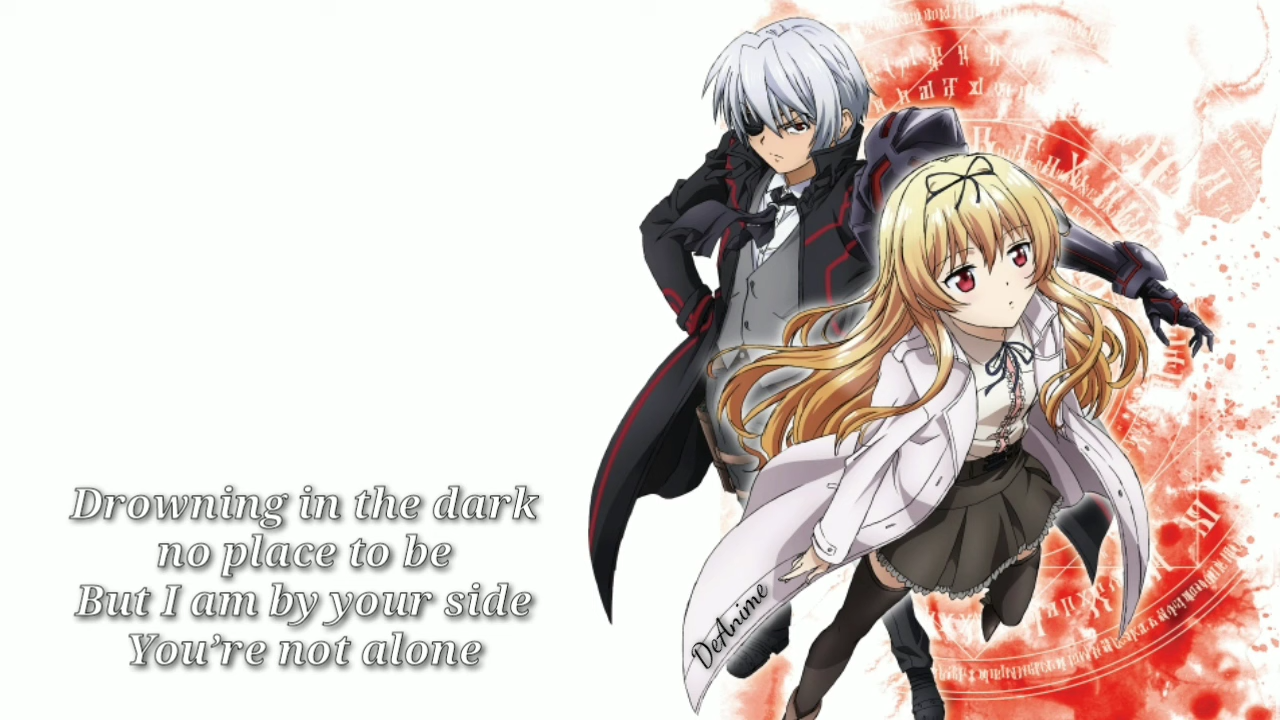 Drowning in the dark
no place to be
But I am by your side
You’re not alone
DeAnime